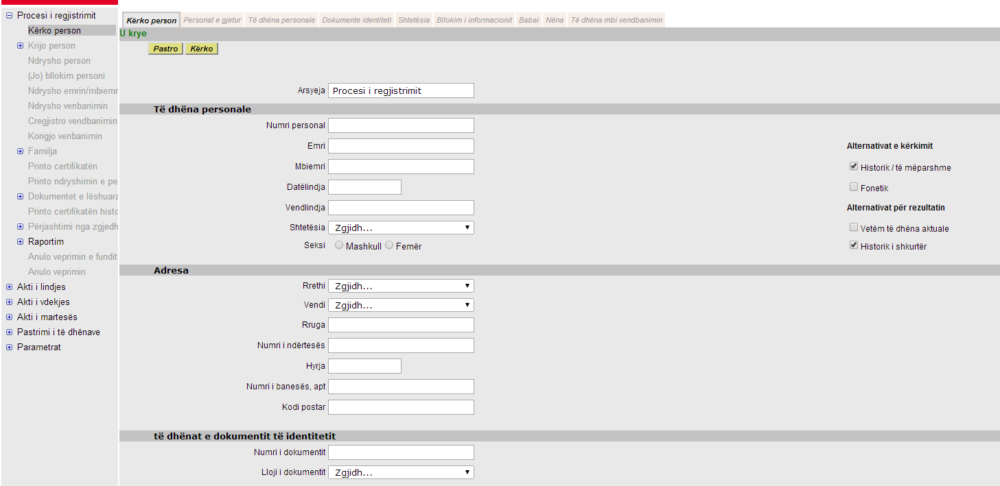 Procesi i regjistrimit
Kërko person
Krijo person
Ndrysho person
(Jo) bllokim personi
Ndrysho emrin/mbiemr
Ndrysho venbanimin
Cregjistro vendbanimin
Korigjo venbanimin
Familja
Printo certifikatën
Printo ndryshimin e pe
Dokumentet e lëshuara
Printo certifikatën histo
Përjashtimi nga zgjedh
Raportim
Anulo veprimin e fundit
Anulo veprimin
Akti i lindjes
Akti i vdekjes
Akti i martesës
Pastrimi i të dhënave
Parametrat
Kërko person Personat e gjetur Të dhëna personale Dokumente identiteti Shtetësia Bllokim i informacionit Babai Nëna Të dhëna mbi vendbanimin
U krye
Pastro Kërko
Arsyeja Procesi i regjistrimit
Të dhëna personale
Numri personal
Emri
Mbiemri
Datëlindja
Vendlindja
Shtetësia Zgjidh...
Seksi Mashkull Femër
Alternativat e kërkimit
Historik / të mëparshme
Fonetik
Alternativat për rezultatin
Vetëm të dhëna aktuale
Historik i shkurtër
Adresa
Rrethi Zgjidh...
Vendi Zgjidh...
Rruga
Numri i ndërtesës
Hyrja
Numri i banesës, apt
Kodi postar
të dhënat e dokumentit të identitetit
Numri i dokumentit
Lloji i dokumentit Zgjidh...